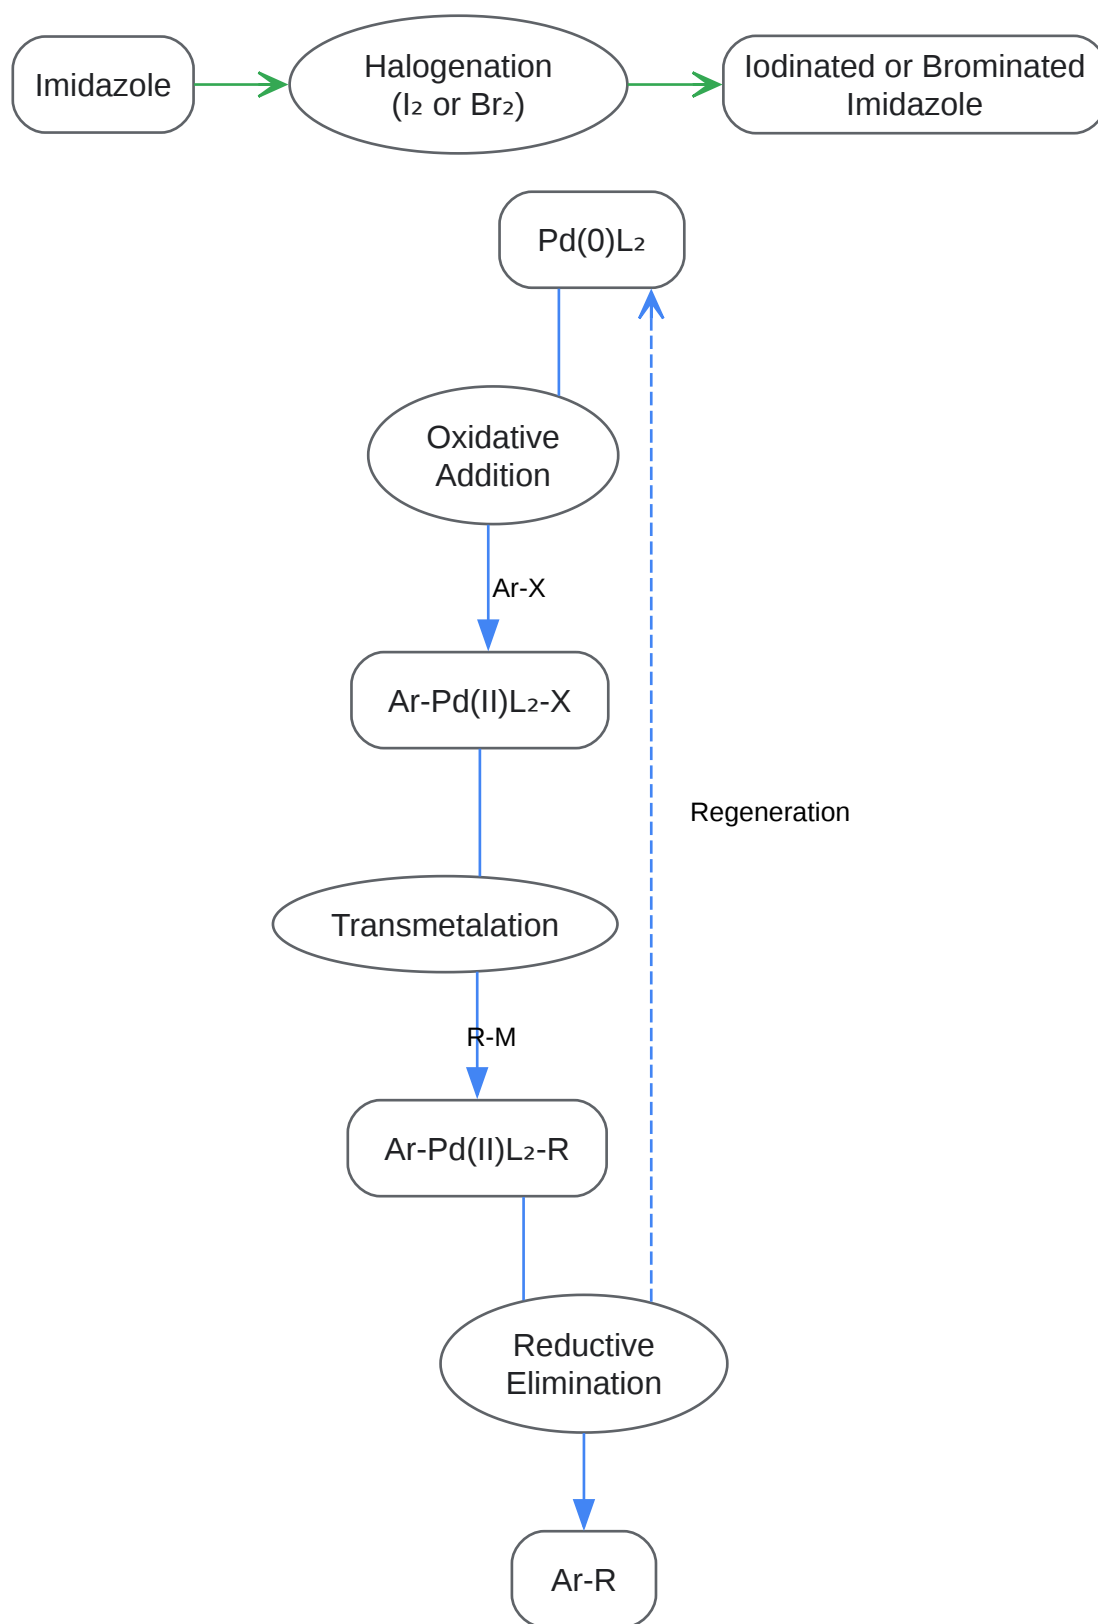 Imidazole
Halogenation
(I₂ or Br₂)
Iodinated or Brominated
Imidazole
Pd(0)L₂
Oxidative
Addition
Ar-X
Ar-Pd(II)L₂-X
Regeneration
Transmetalation
R-M
Ar-Pd(II)L₂-R
Reductive
Elimination
Ar-R